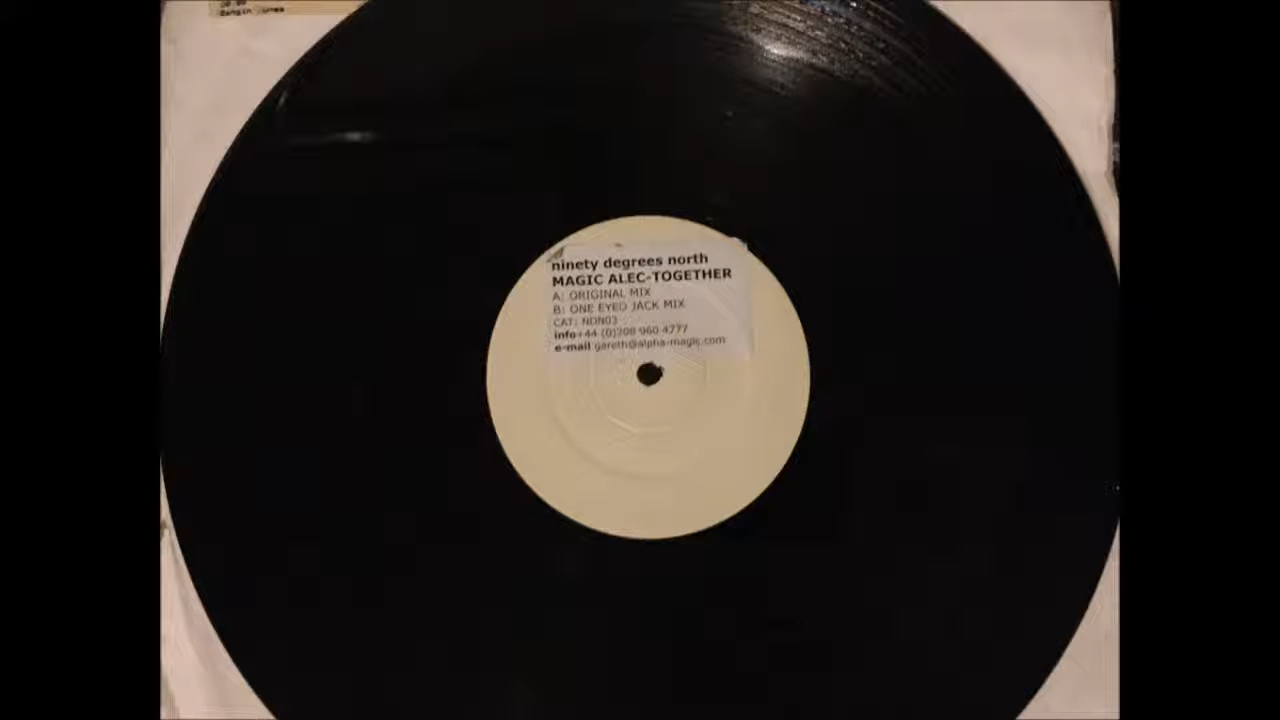 ninety degrees north
MAGIC ALEC-TOGETHER
A: ORIGINAL MIX
B: ONE EYED JACK MIX
CAT: NDN03
info+44 (0)208 960 4777
e-mail gareth@alpha-magic.com